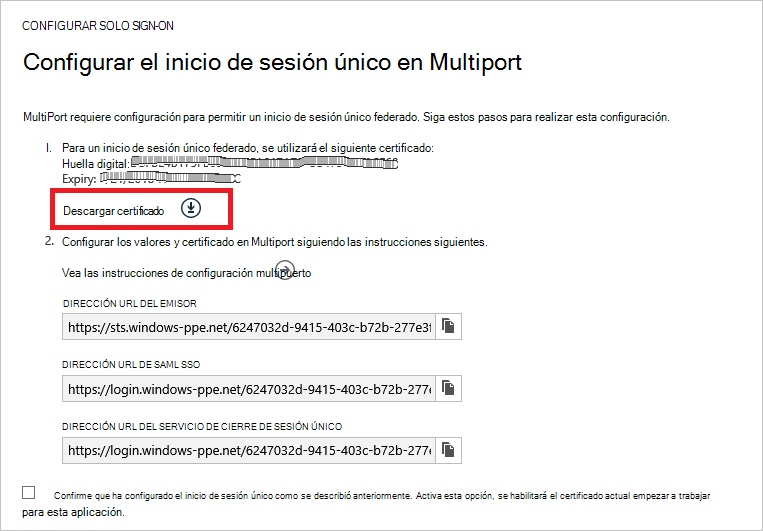 CONFIGURAR SOLO SIGN-ON
Configurar el inicio de sesión único en Multiport
MultiPort requiere configuración para permitir un inicio de sesión único federado. Siga estos pasos para realizar esta configuración.
I. Para un inicio de sesión único federado, se utilizará el siguiente certificado:
Huella digital:
Expiry:
Descargar certificado
2. Configurar los valores y certificado en Multiport siguiendo las instrucciones siguientes.
Vea las instrucciones de configuración multipuerto
DIRECCIÓN URL DEL EMISOR
https://sts.windows-ppe.net/6247032d-9415-403c-b72b-277e3f
DIRECCIÓN URL DE SAML SSO
https://login.windows-ppe.net/6247032d-9415-403c-b72b-277e
DIRECCIÓN URL DEL SERVICIO DE CIERRE DE SESIÓN ÚNICO
https://login.windows-ppe.net/6247032d-9415-403c-b72b-277e
Confirme que ha configurado el inicio de sesión único como se describió anteriormente. Activa esta opción, se habilitará el certificado actual empezar a trabajar
para esta aplicación.